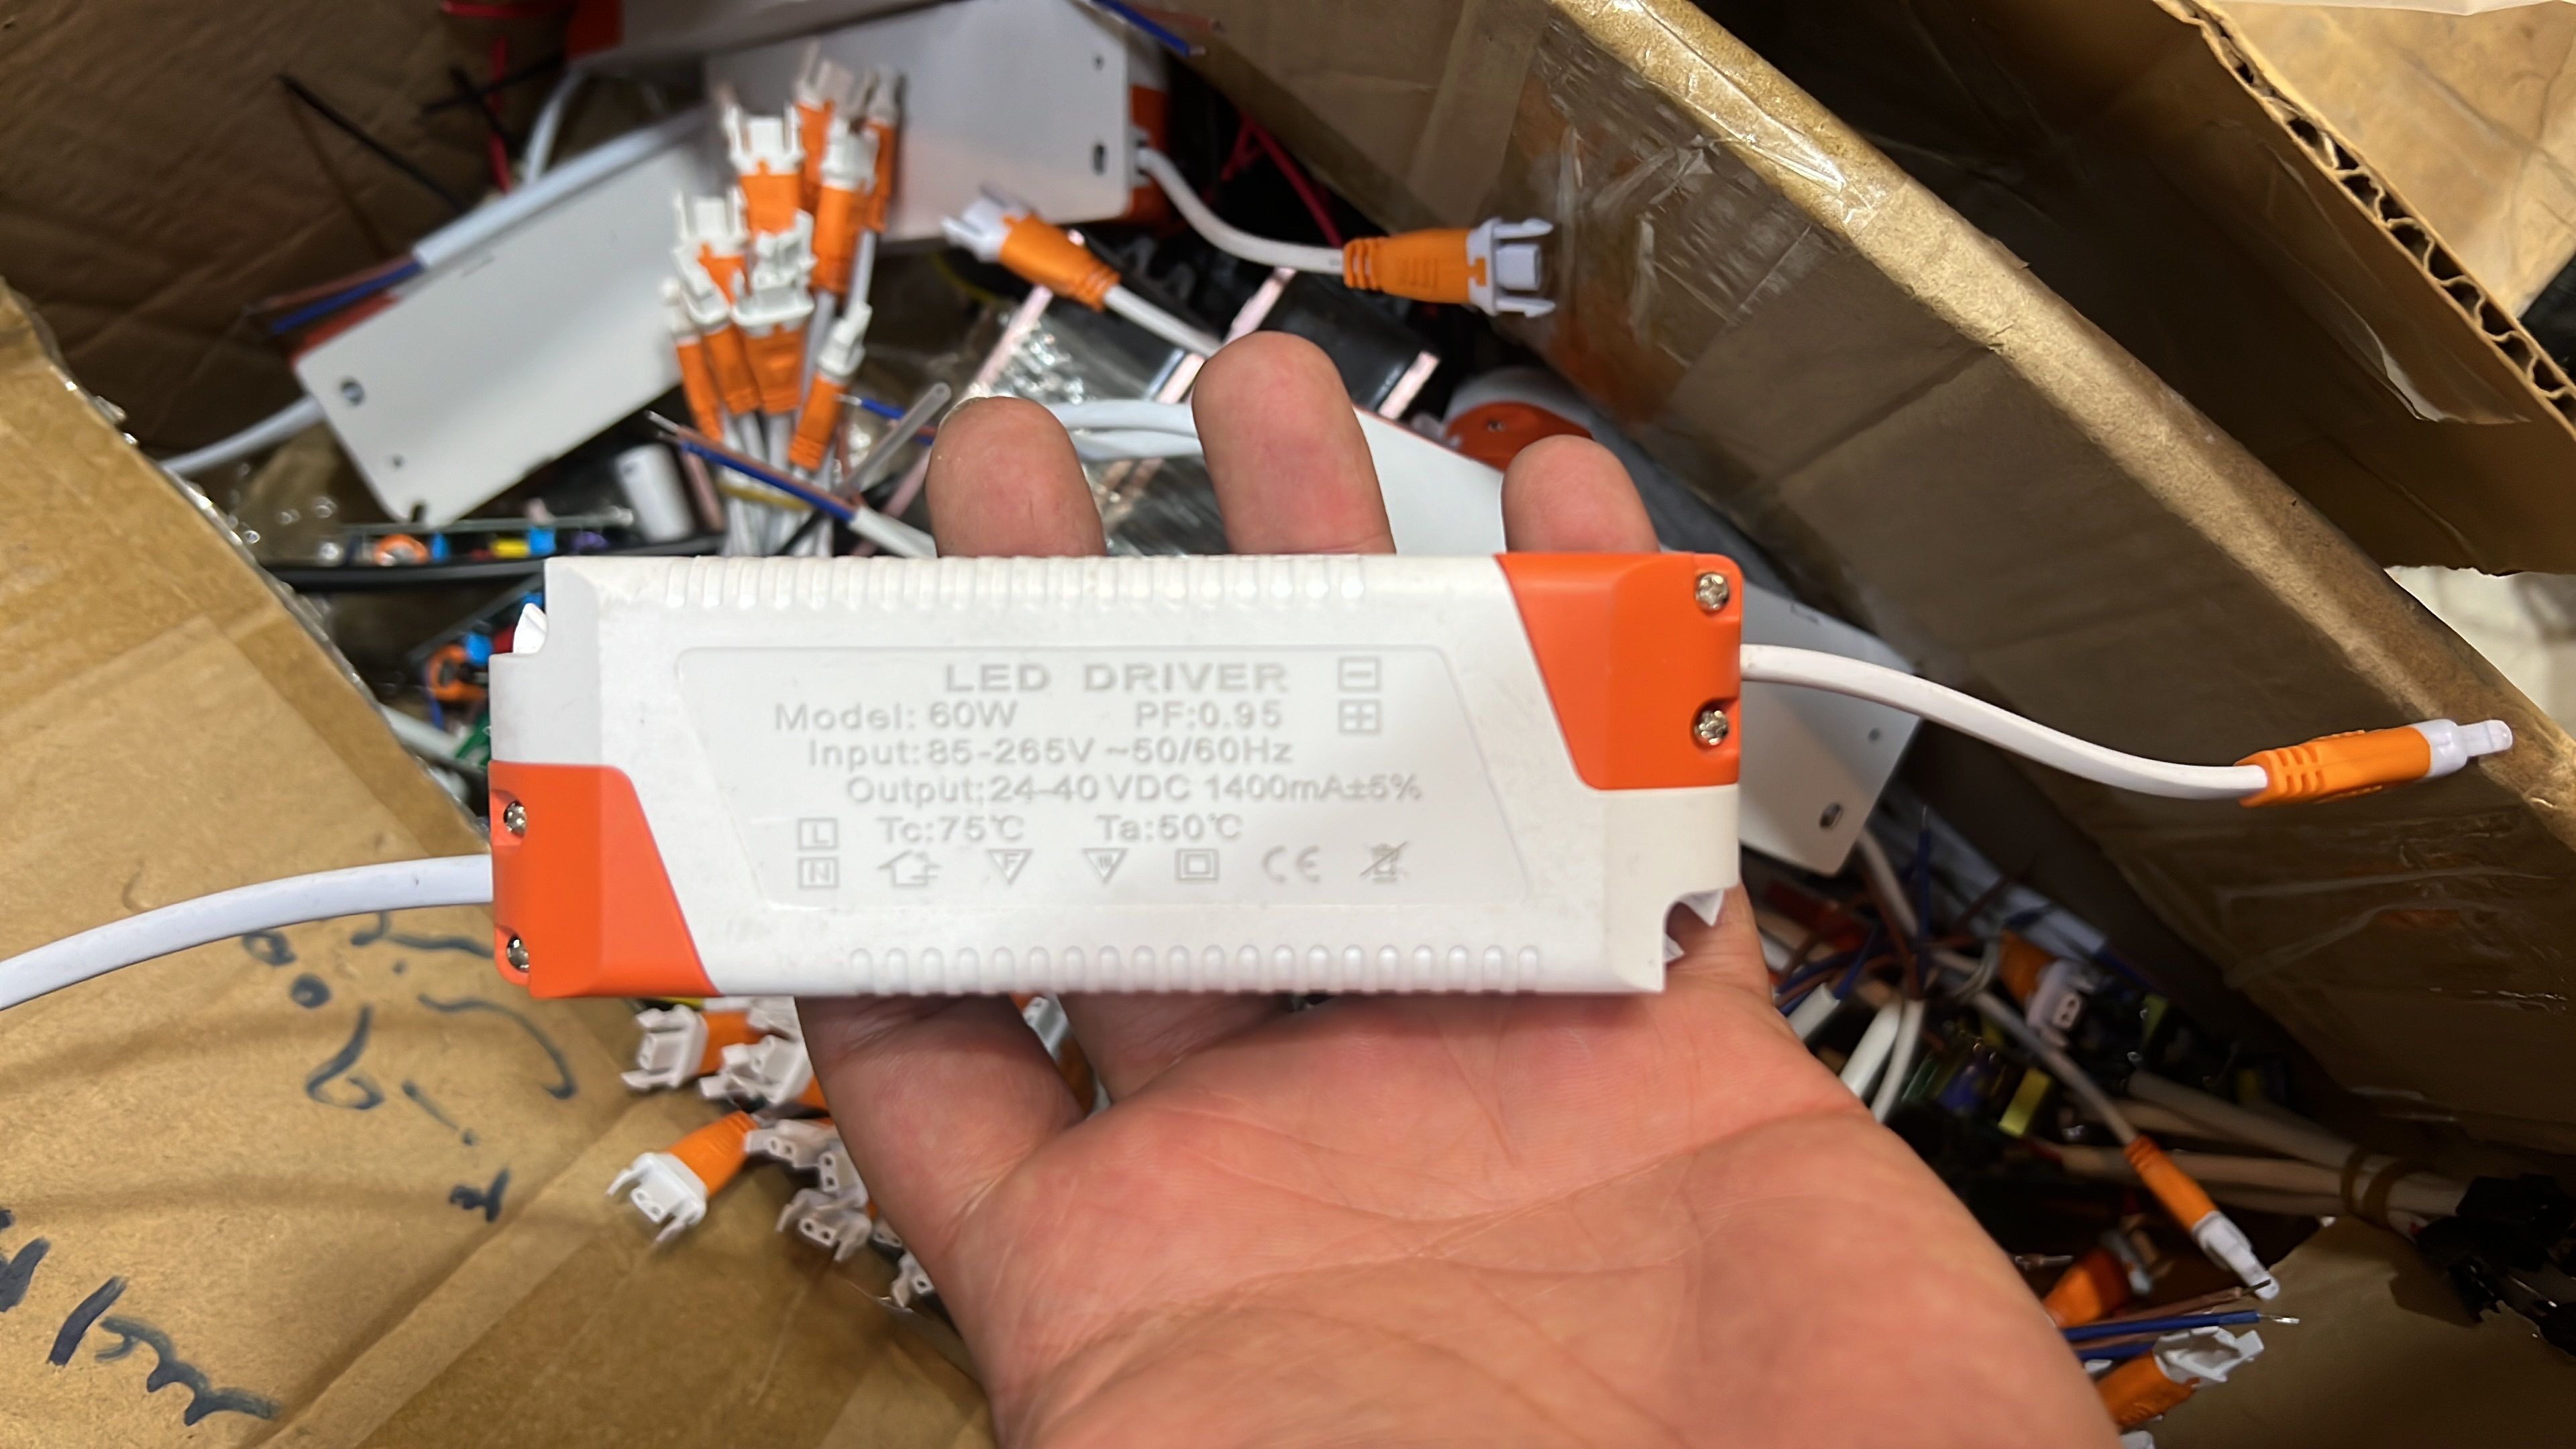 LED DRIVER
Model: 60W PF:0.95
Input:85-265V ~50/60Hz
Output:24-40 VDC 1400mA±5%
L Tc:75℃ Ta:50℃
N F CE